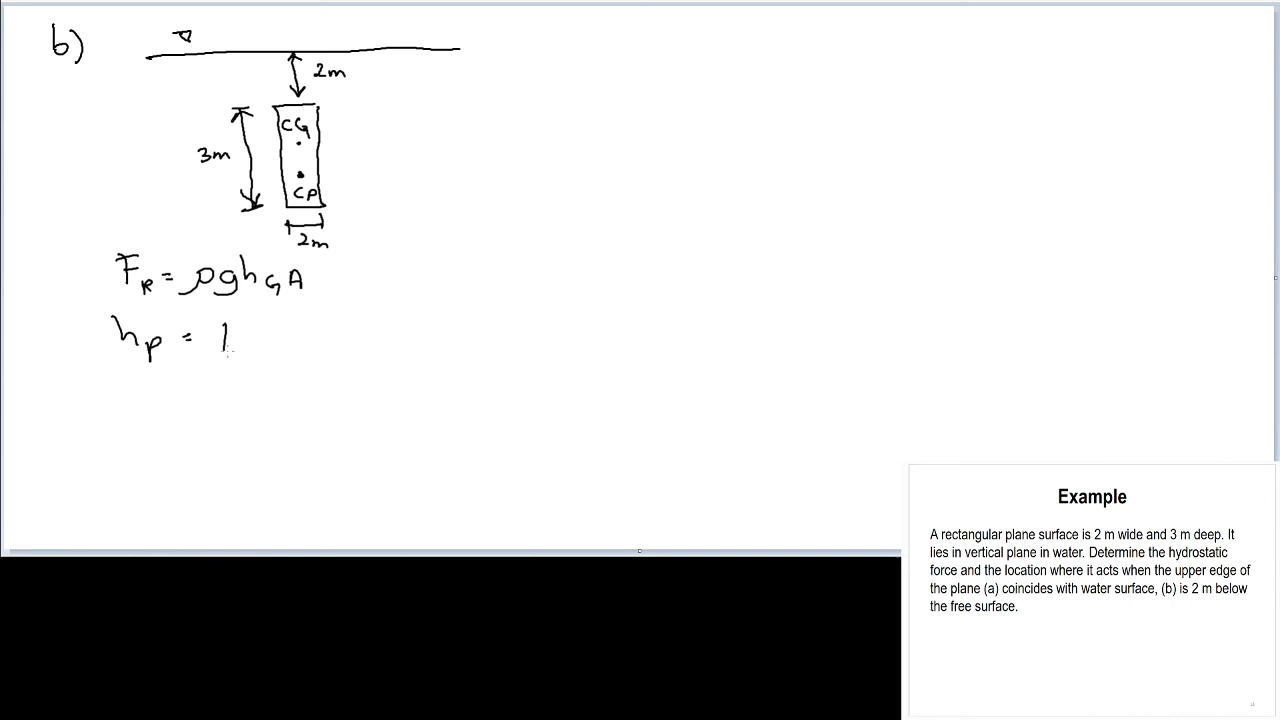 b)
2m
CG
3m
CP
2m
F_R = ρgh_G A
h_p =
Example
A rectangular plane surface is 2 m wide and 3 m deep. It
lies in vertical plane in water. Determine the hydrostatic
force and the location where it acts when the upper edge of
the plane (a) coincides with water surface, (b) is 2 m below
the free surface.